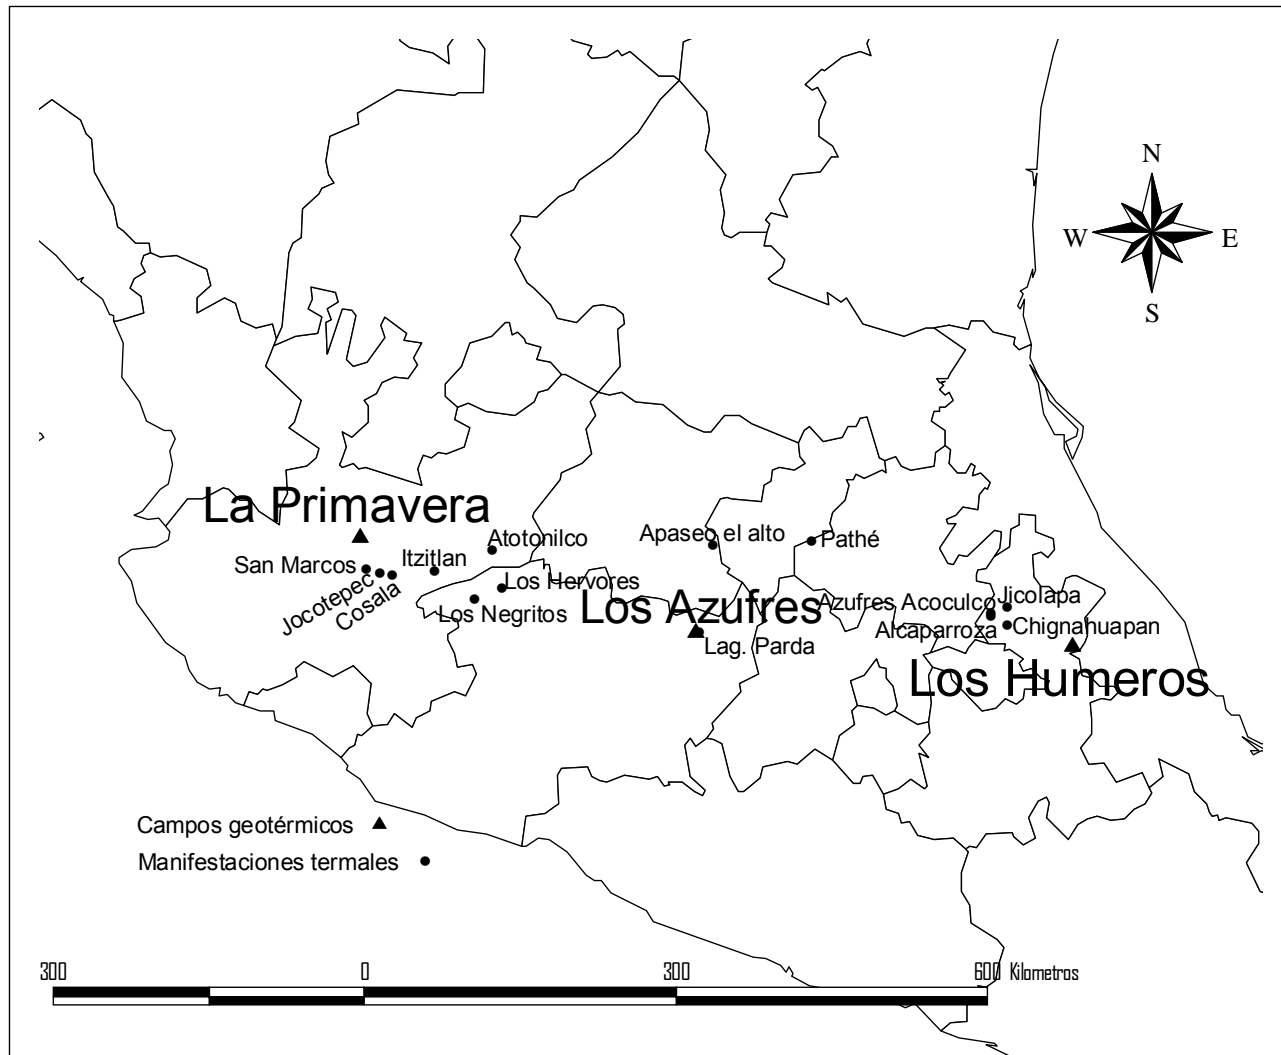 N
W E
S
La Primavera
Atotonilco
Apaseo el alto
Pathé
San Marcos
Itzitlan
Jocotepec
Cosala
Los Hervores
Los Negritos
Los Azufres
Azufres Acoculco
Jicolapa
Alcaparroza
Chignahuapan
Lag. Parda
Los Humeros
Campos geotérmicos
Manifestaciones termales
300 0 300 600 Kilometros